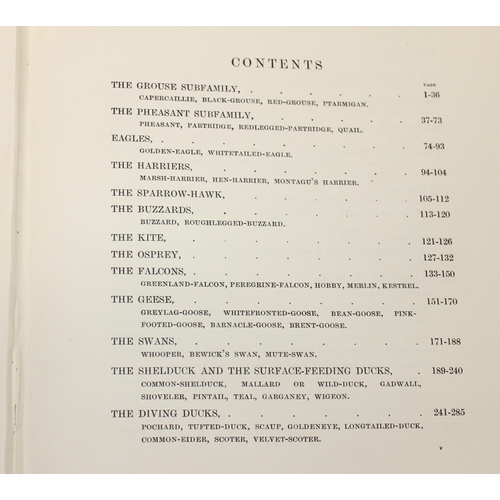 CONTENTS
PAGE
THE GROUSE SUBFAMILY, . . . . . . 1-36
CAPERCAILLIE, BLACK-GROUSE, RED-GROUSE, PTARMIGAN.
THE PHEASANT SUBFAMILY, . . . . . 37-73
PHEASANT, PARTRIDGE, REDLEGGED-PARTRIDGE, QUAIL.
EAGLES, . . . . . . . . 74-93
GOLDEN-EAGLE, WHITETAILED-EAGLE.
THE HARRIERS, . . . . . . . 94-104
MARSH-HARRIER, HEN-HARRIER, MONTAGU'S HARRIER.
THE SPARROW-HAWK, . . . . . . 105-112
THE BUZZARDS, . . . . . . . 113-120
BUZZARD, ROUGHLEGGED-BUZZARD.
THE KITE, . . . . . . . 121-126
THE OSPREY, . . . . . . . 127-132
THE FALCONS, . . . . . . . 133-150
GREENLAND-FALCON, PEREGRINE-FALCON, HOBBY, MERLIN, KESTREL.
THE GEESE, . . . . . . . 151-170
GREYLAG-GOOSE, WHITEFRONTED-GOOSE, BEAN-GOOSE, PINK-
FOOTED-GOOSE, BARNACLE-GOOSE, BRENT-GOOSE.
THE SWANS, . . . . . . . 171-188
WHOOPER, BEWICK'S SWAN, MUTE-SWAN.
THE SHELDUCK AND THE SURFACE-FEEDING DUCKS, . 189-240
COMMON-SHELDUCK, MALLARD OR WILD-DUCK, GADWALL,
SHOVELER, PINTAIL, TEAL, GARGANEY, WIGEON.
THE DIVING DUCKS, . . . . . . 241-285
POCHARD, TUFTED-DUCK, SCAUP, GOLDENEYE, LONGTAILED-DUCK,
COMMON-EIDER, SCOTER, VELVET-SCOTER.
v